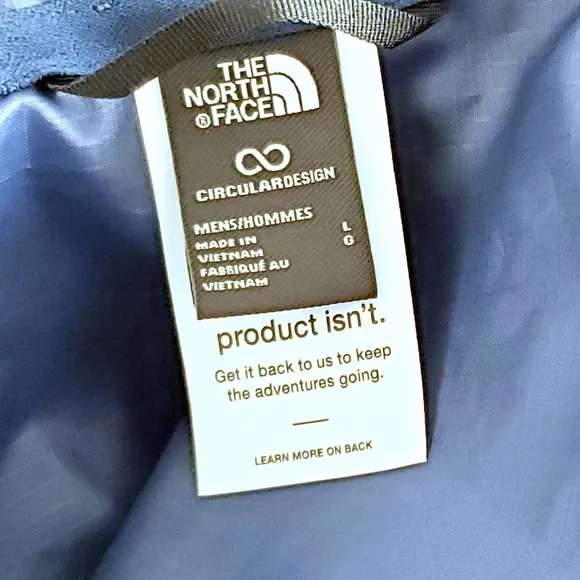 THE
NORTH
®FACE
CIRCULARDESIGN
MENS/HOMMES L
MADE IN G
VIETNAM
FABRIQUÉ AU
VIETNAM
product isn't.
Get it back to us to keep
the adventures going.
LEARN MORE ON BACK